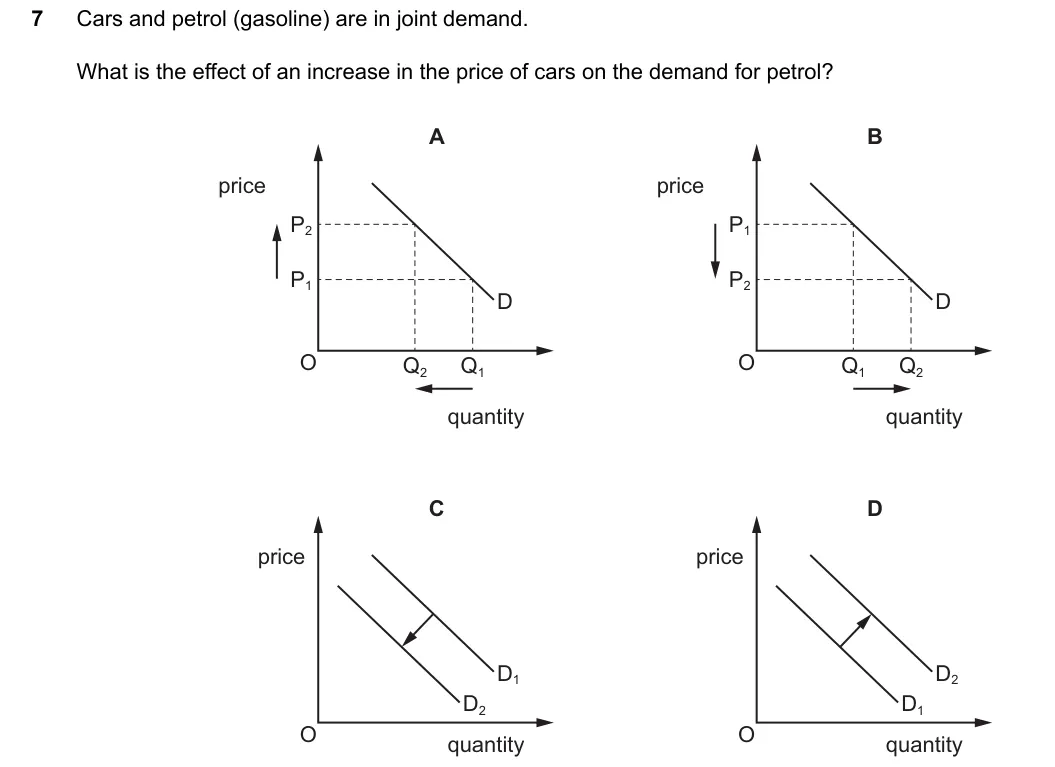 7 Cars and petrol (gasoline) are in joint demand.
What is the effect of an increase in the price of cars on the demand for petrol?
A
price
P2
P1
D
O
Q2 Q1
quantity
B
price
P1
P2
D
O
Q1 Q2
quantity
C
price
D1
D2
O
quantity
D
price
D2
D1
O
quantity